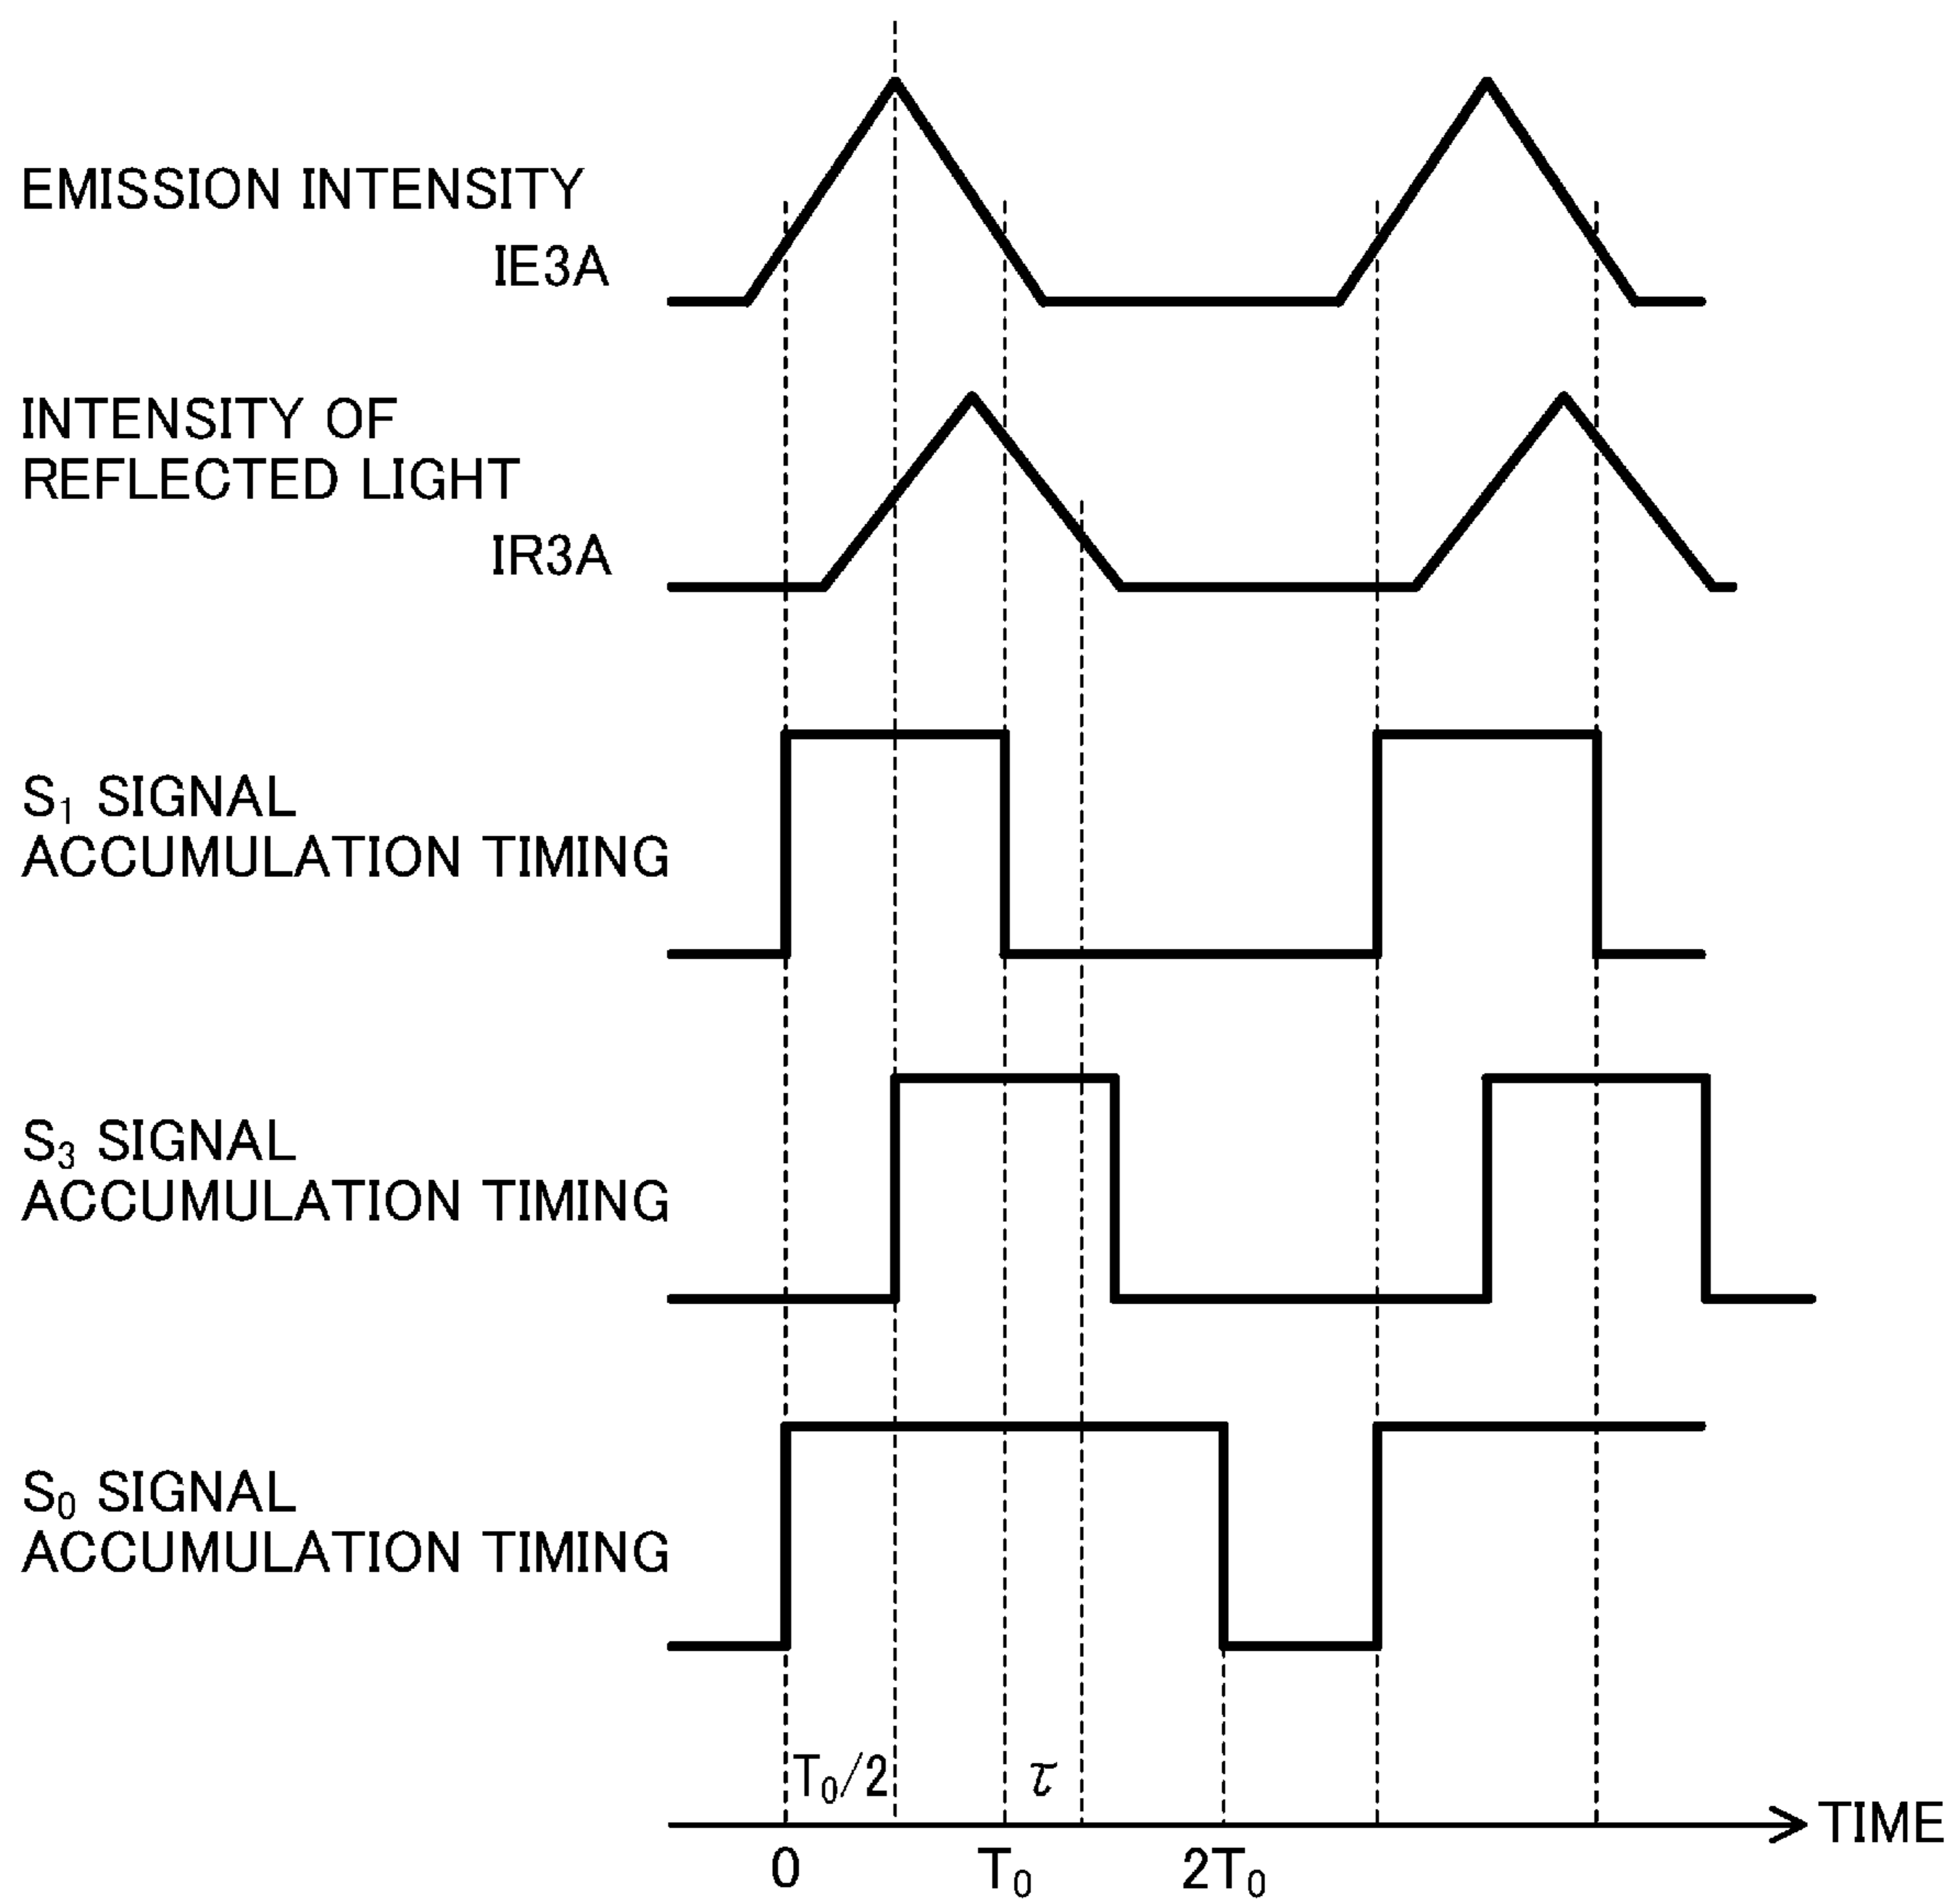 EMISSION INTENSITY
IE3A
INTENSITY OF
REFLECTED LIGHT
IR3A
S₁ SIGNAL
ACCUMULATION TIMING
S₃ SIGNAL
ACCUMULATION TIMING
S₀ SIGNAL
ACCUMULATION TIMING
T₀/2 τ
TIME
0 T₀ 2T₀